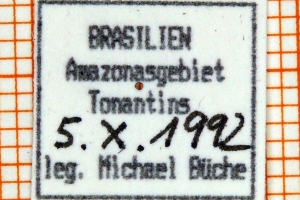 BRASILIEN
Amazonasgebiet
Tonantins
5. X. 1992
leg. Michael Büche